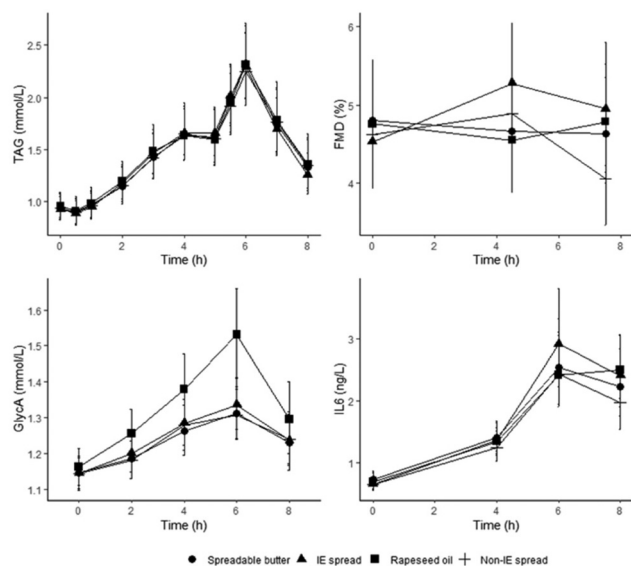 TAG (mmol/L)
2.5
2.0
1.5
1.0
0 2 4 6 8
Time (h)
FMD (%)
6
5
4
0 2 4 6 8
Time (h)
GlycA (mmol/L)
1.6
1.5
1.4
1.3
1.2
1.1
0 2 4 6 8
Time (h)
IL6 (ng/L)
3
2
1
0 2 4 6 8
Time (h)
Spreadable butter IE spread Rapeseed oil Non-IE spread